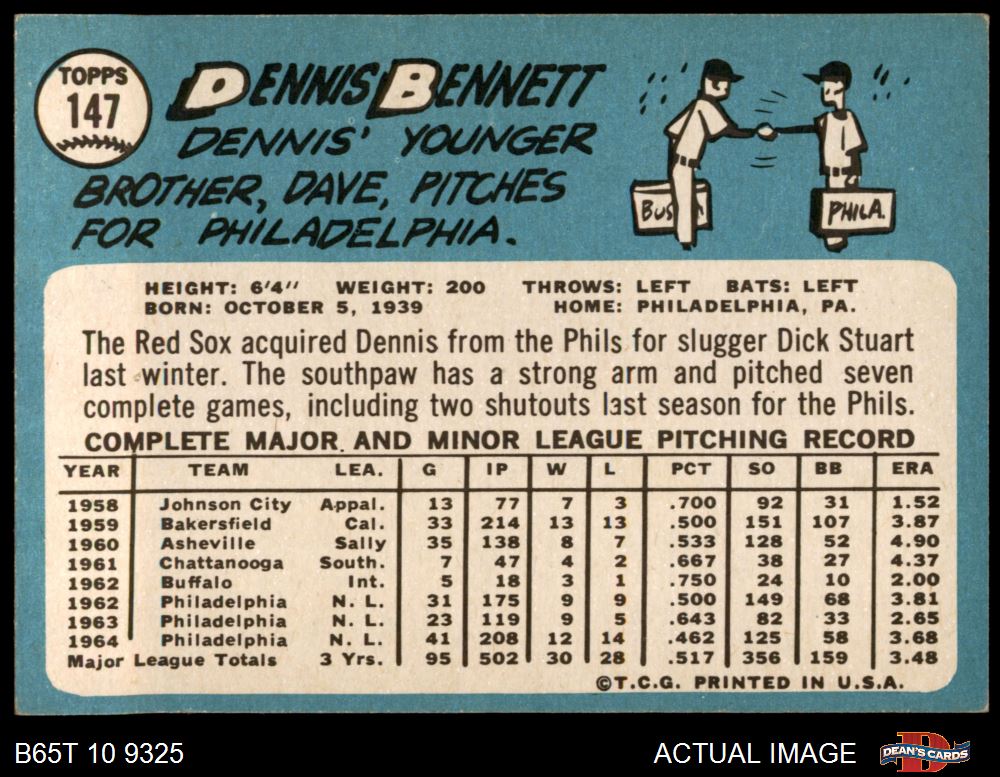 TOPPS
147
DENNIS BENNETT
DENNIS' YOUNGER
BROTHER, DAVE, PITCHES
FOR PHILADELPHIA.
PHILA.
HEIGHT: 6'4" WEIGHT: 200 THROWS: LEFT BATS: LEFT
BORN: OCTOBER 5, 1939 HOME: PHILADELPHIA, PA.
The Red Sox acquired Dennis from the Phils for slugger Dick Stuart
last winter. The southpaw has a strong arm and pitched seven
complete games, including two shutouts last season for the Phils.
COMPLETE MAJOR AND MINOR LEAGUE PITCHING RECORD
YEAR TEAM LEA. G IP W L PCT SO BB ERA
1958 Johnson City Appal. 13 77 7 3 .700 92 31 1.52
1959 Bakersfield Cal. 33 214 13 13 .500 151 107 3.87
1960 Asheville Sally 35 138 8 7 .533 128 52 4.90
1961 Chattanooga South. 7 47 4 2 .667 38 27 4.37
1962 Buffalo Int. 5 18 3 1 .750 24 10 2.00
1962 Philadelphia N. L. 31 175 9 9 .500 149 68 3.81
1963 Philadelphia N. L. 23 119 9 5 .643 82 33 2.65
1964 Philadelphia N. L. 41 208 12 14 .462 125 58 3.68
Major League Totals 3 Yrs. 95 502 30 28 .517 356 159 3.48
©T.C.G. PRINTED IN U.S.A.
B65T 10 9325 ACTUAL IMAGE
DEAN'S CARDS